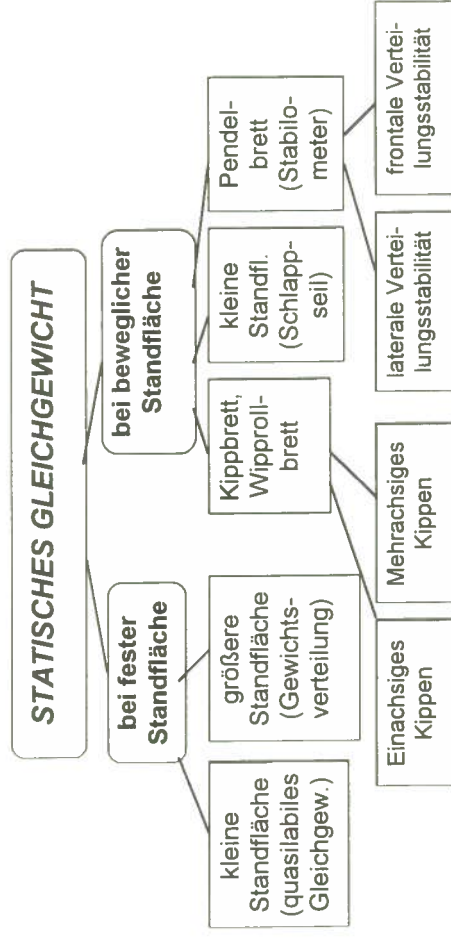 STATISCHES GLEICHGEWICHT
bei fester
Standfläche
bei beweglicher
Standfläche
kleine
Standfläche
(quasilabiles
Gleichgew.)
größere
Standfläche
(Gewichts-
verteilung)
Kippbrett,
Wipproll-
brett
kleine
Standfl.
(Schlapp-
seil)
Pendel-
brett
(Stabilo-
meter)
Einachsiges
Kippen
Mehrachsiges
Kippen
laterale Vertei-
lungsstabilität
frontale Vertei-
lungsstabilität